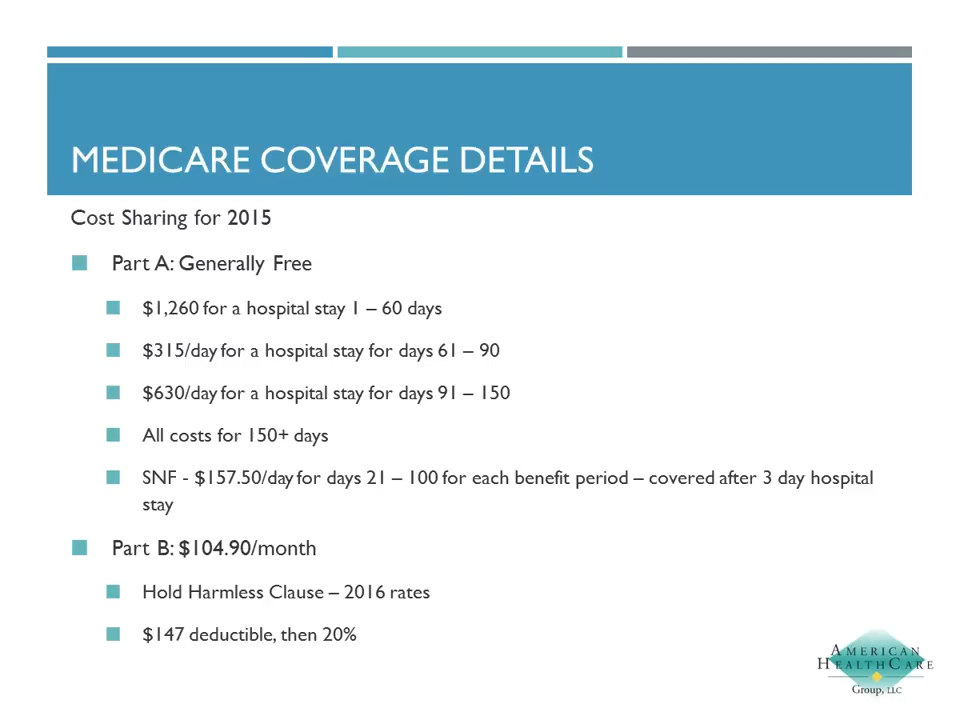 MEDICARE COVERAGE DETAILS
Cost Sharing for 2015
Part A: Generally Free
$1,260 for a hospital stay 1 – 60 days
$315/day for a hospital stay for days 61 – 90
$630/day for a hospital stay for days 91 – 150
All costs for 150+ days
SNF - $157.50/day for days 21 – 100 for each benefit period – covered after 3 day hospital
stay
Part B: $104.90/month
Hold Harmless Clause – 2016 rates
$147 deductible, then 20%
AMERICAN
HEALTHCARE
Group, LLC